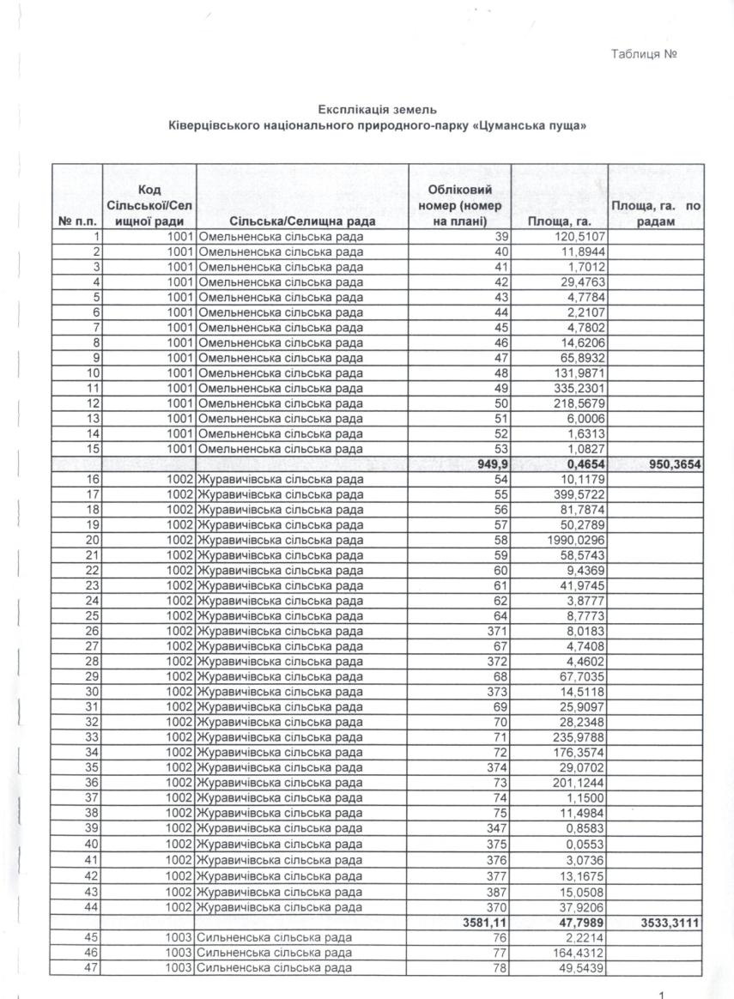 Таблиця №
Експлікація земель
Ківерцівського національного природного-парку «Цуманська пуща»
№ п.п. Код Сільської/Сел ищної ради Сільська/Селищна рада Обліковий номер (номер на плані) Площа, га. Площа, га. по радам
1 1001 Омельненська сільська рада 39 120,5107
2 1001 Омельненська сільська рада 40 11,8944
3 1001 Омельненська сільська рада 41 1,7012
4 1001 Омельненська сільська рада 42 29,4763
5 1001 Омельненська сільська рада 43 4,7784
6 1001 Омельненська сільська рада 44 2,2107
7 1001 Омельненська сільська рада 45 4,7802
8 1001 Омельненська сільська рада 46 14,6206
9 1001 Омельненська сільська рада 47 65,8932
10 1001 Омельненська сільська рада 48 131,9871
11 1001 Омельненська сільська рада 49 335,2301
12 1001 Омельненська сільська рада 50 218,5679
13 1001 Омельненська сільська рада 51 6,0006
14 1001 Омельненська сільська рада 52 1,6313
15 1001 Омельненська сільська рада 53 1,0827
949,9 0,4654 950,3654
16 1002 Журавичівська сільська рада 54 10,1179
17 1002 Журавичівська сільська рада 55 399,5722
18 1002 Журавичівська сільська рада 56 81,7874
19 1002 Журавичівська сільська рада 57 50,2789
20 1002 Журавичівська сільська рада 58 1990,0296
21 1002 Журавичівська сільська рада 59 58,5743
22 1002 Журавичівська сільська рада 60 9,4369
23 1002 Журавичівська сільська рада 61 41,9745
24 1002 Журавичівська сільська рада 62 3,8777
25 1002 Журавичівська сільська рада 64 8,7773
26 1002 Журавичівська сільська рада 371 8,0183
27 1002 Журавичівська сільська рада 67 4,7408
28 1002 Журавичівська сільська рада 372 4,4602
29 1002 Журавичівська сільська рада 68 67,7035
30 1002 Журавичівська сільська рада 373 14,5118
31 1002 Журавичівська сільська рада 69 25,9097
32 1002 Журавичівська сільська рада 70 28,2348
33 1002 Журавичівська сільська рада 71 235,9788
34 1002 Журавичівська сільська рада 72 176,3574
35 1002 Журавичівська сільська рада 374 29,0702
36 1002 Журавичівська сільська рада 73 201,1244
37 1002 Журавичівська сільська рада 74 1,1500
38 1002 Журавичівська сільська рада 75 11,4984
39 1002 Журавичівська сільська рада 347 0,8583
40 1002 Журавичівська сільська рада 375 0,0553
41 1002 Журавичівська сільська рада 376 3,0736
42 1002 Журавичівська сільська рада 377 13,1675
43 1002 Журавичівська сільська рада 387 15,0508
44 1002 Журавичівська сільська рада 370 37,9206
3581,11 47,7989 3533,3111
45 1003 Сильненська сільська рада 76 2,2214
46 1003 Сильненська сільська рада 77 164,4312
47 1003 Сильненська сільська рада 78 49,5439
1